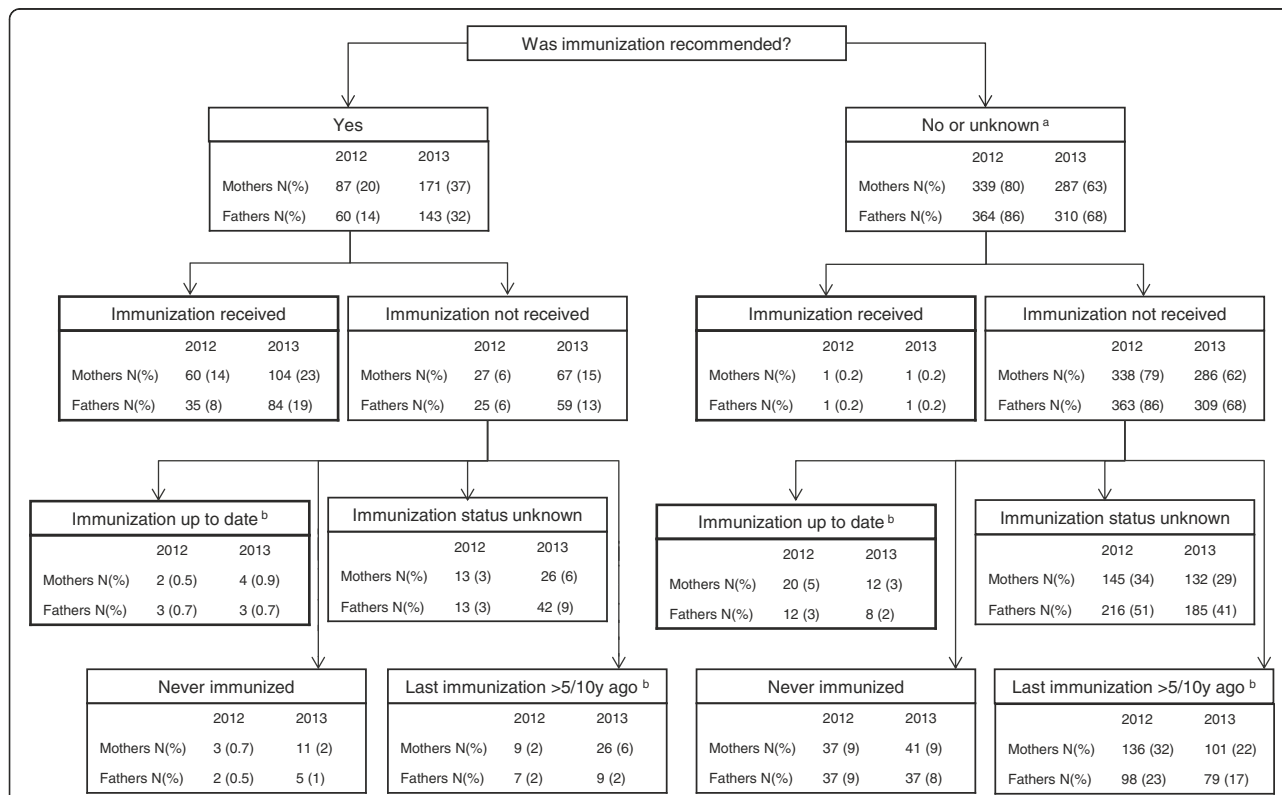 Was immunization recommended?
Yes
2012 2013
Mothers N(%) 87 (20) 171 (37)
Fathers N(%) 60 (14) 143 (32)
No or unknown a
2012 2013
Mothers N(%) 339 (80) 287 (63)
Fathers N(%) 364 (86) 310 (68)
Immunization received
2012 2013
Mothers N(%) 60 (14) 104 (23)
Fathers N(%) 35 (8) 84 (19)
Immunization not received
2012 2013
Mothers N(%) 27 (6) 67 (15)
Fathers N(%) 25 (6) 59 (13)
Immunization received
2012 2013
Mothers N(%) 1 (0.2) 1 (0.2)
Fathers N(%) 1 (0.2) 1 (0.2)
Immunization not received
2012 2013
Mothers N(%) 338 (79) 286 (62)
Fathers N(%) 363 (86) 309 (68)
Immunization up to date b
2012 2013
Mothers N(%) 2 (0.5) 4 (0.9)
Fathers N(%) 3 (0.7) 3 (0.7)
Immunization status unknown
2012 2013
Mothers N(%) 13 (3) 26 (6)
Fathers N(%) 13 (3) 42 (9)
Immunization up to date b
2012 2013
Mothers N(%) 20 (5) 12 (3)
Fathers N(%) 12 (3) 8 (2)
Immunization status unknown
2012 2013
Mothers N(%) 145 (34) 132 (29)
Fathers N(%) 216 (51) 185 (41)
Never immunized
2012 2013
Mothers N(%) 3 (0.7) 11 (2)
Fathers N(%) 2 (0.5) 5 (1)
Last immunization >5/10y ago b
2012 2013
Mothers N(%) 9 (2) 26 (6)
Fathers N(%) 7 (2) 9 (2)
Never immunized
2012 2013
Mothers N(%) 37 (9) 41 (9)
Fathers N(%) 37 (9) 37 (8)
Last immunization >5/10y ago b
2012 2013
Mothers N(%) 136 (32) 101 (22)
Fathers N(%) 98 (23) 79 (17)